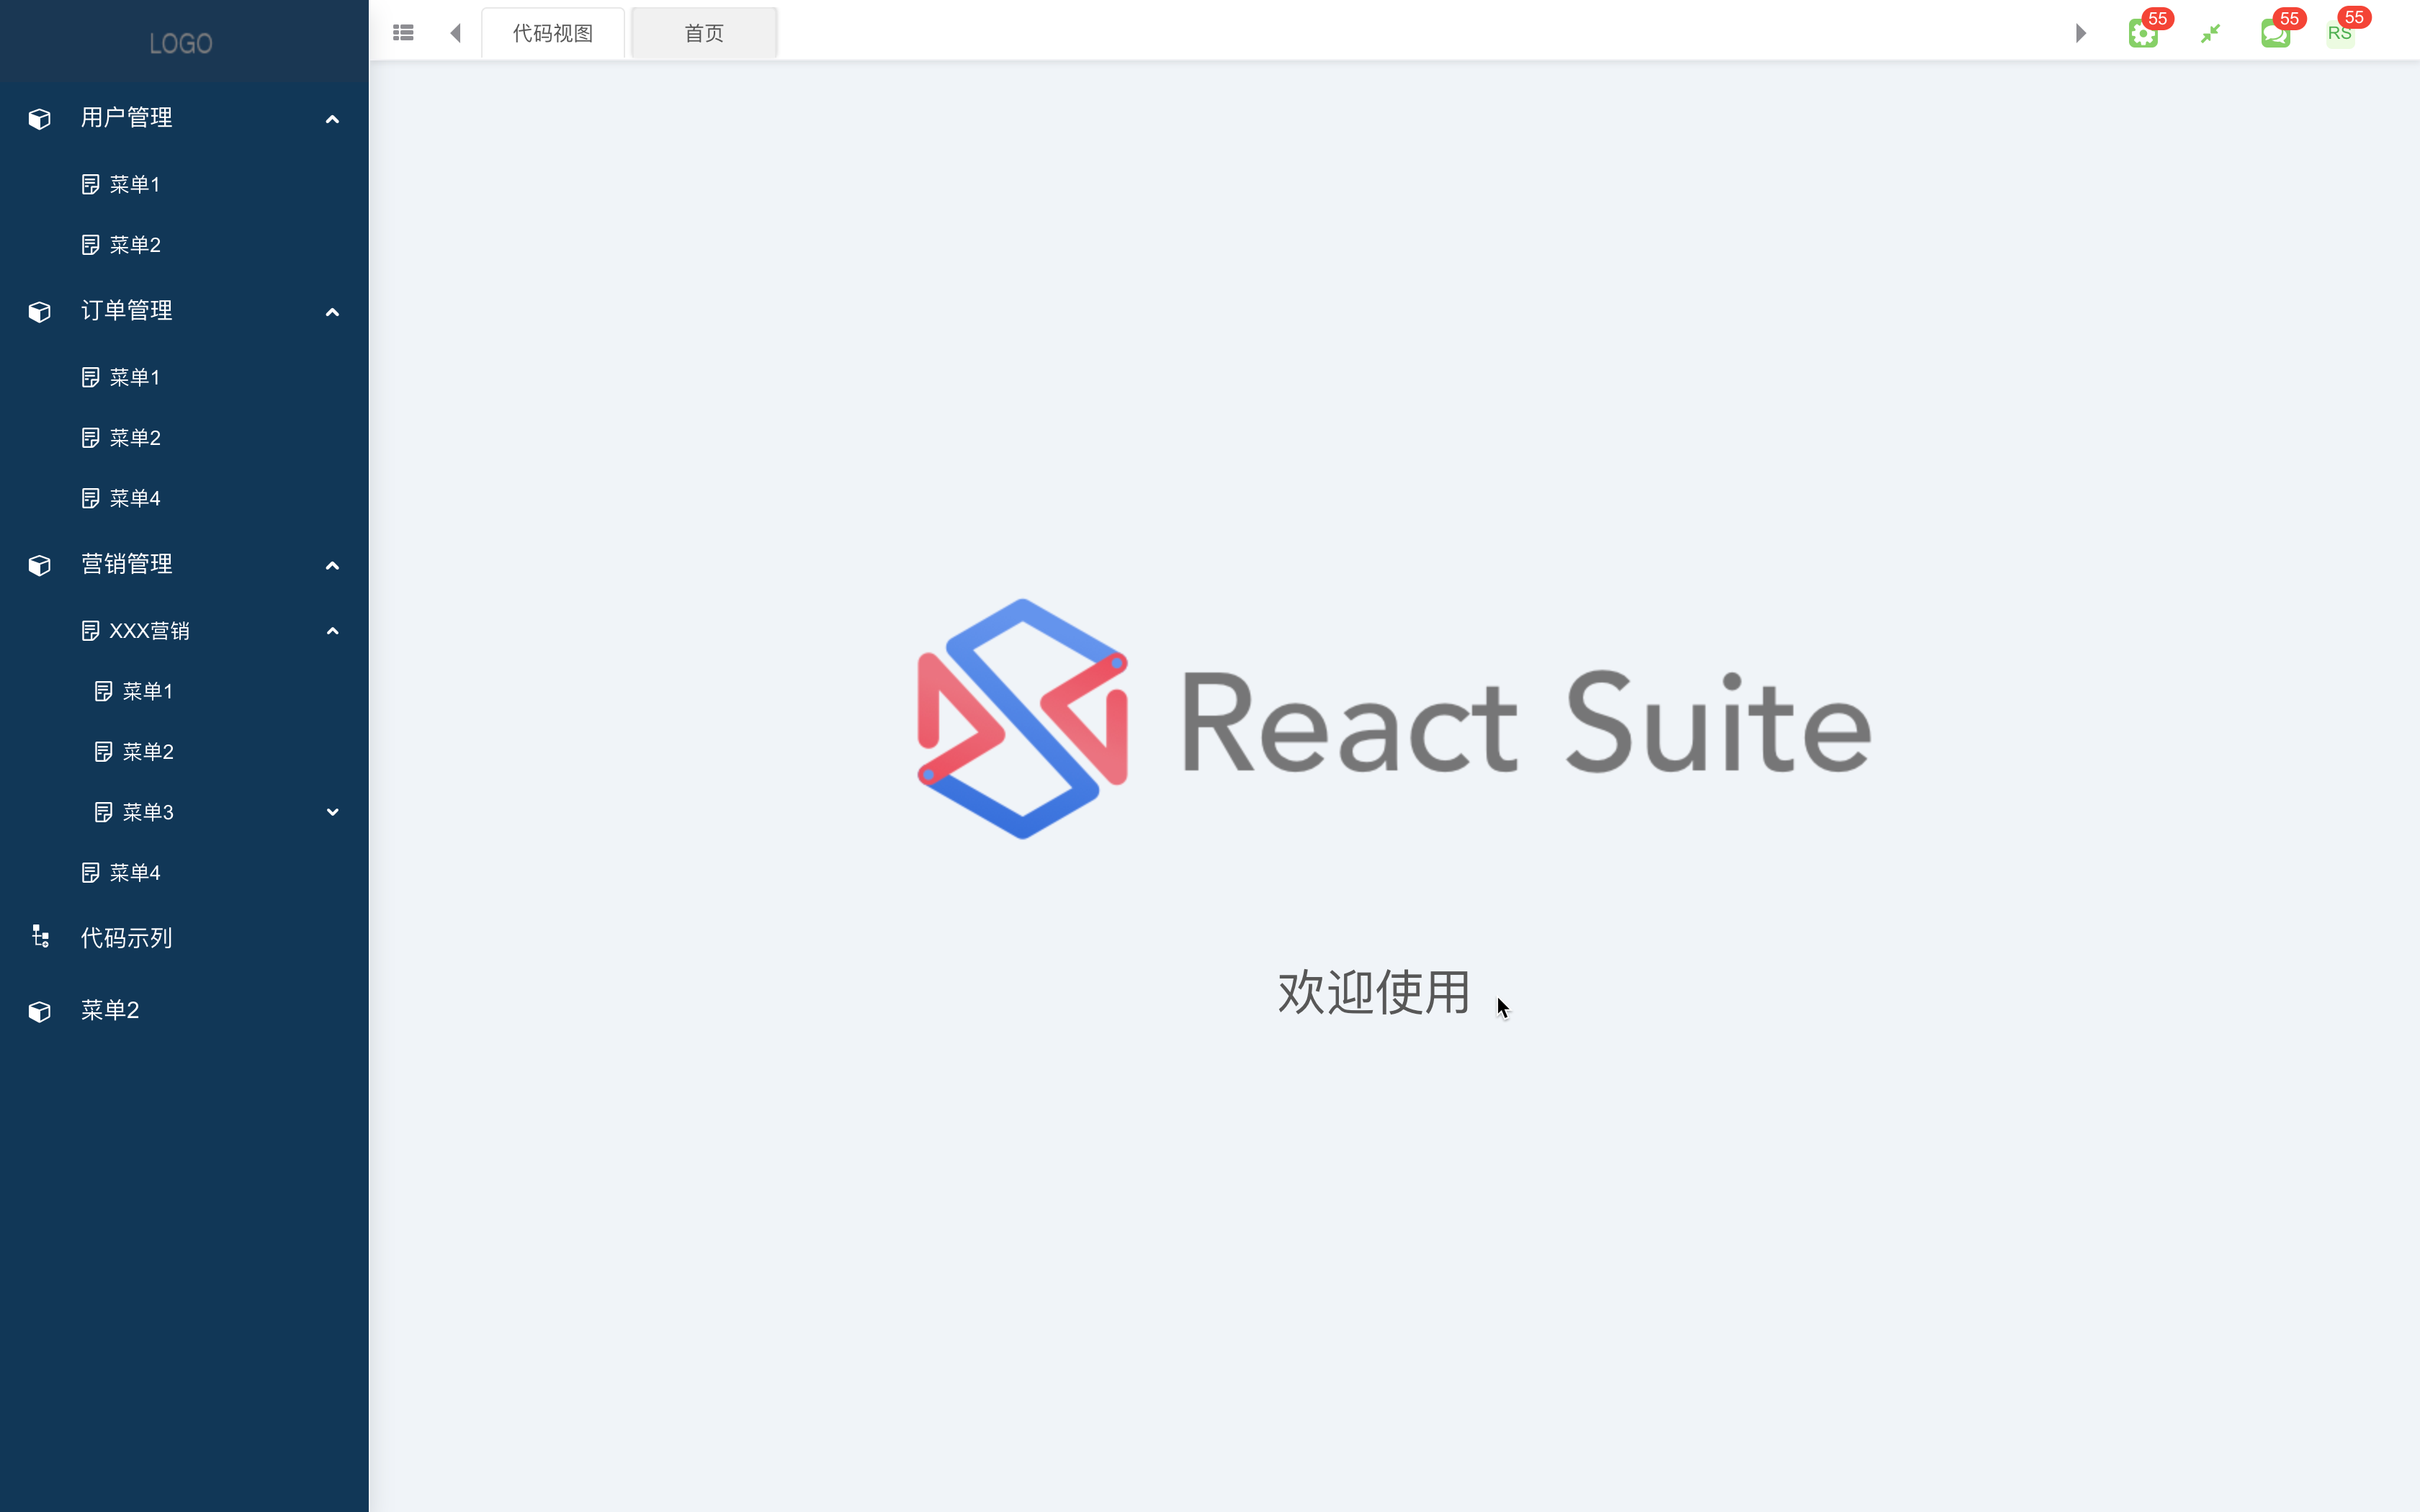 LOGO
用户管理
菜单1
菜单2
订单管理
菜单1
菜单2
菜单4
营销管理
XXX营销
菜单1
菜单2
菜单3
菜单4
代码示列
菜单2
代码视图
首页
55
55
RS
55
React Suite
欢迎使用